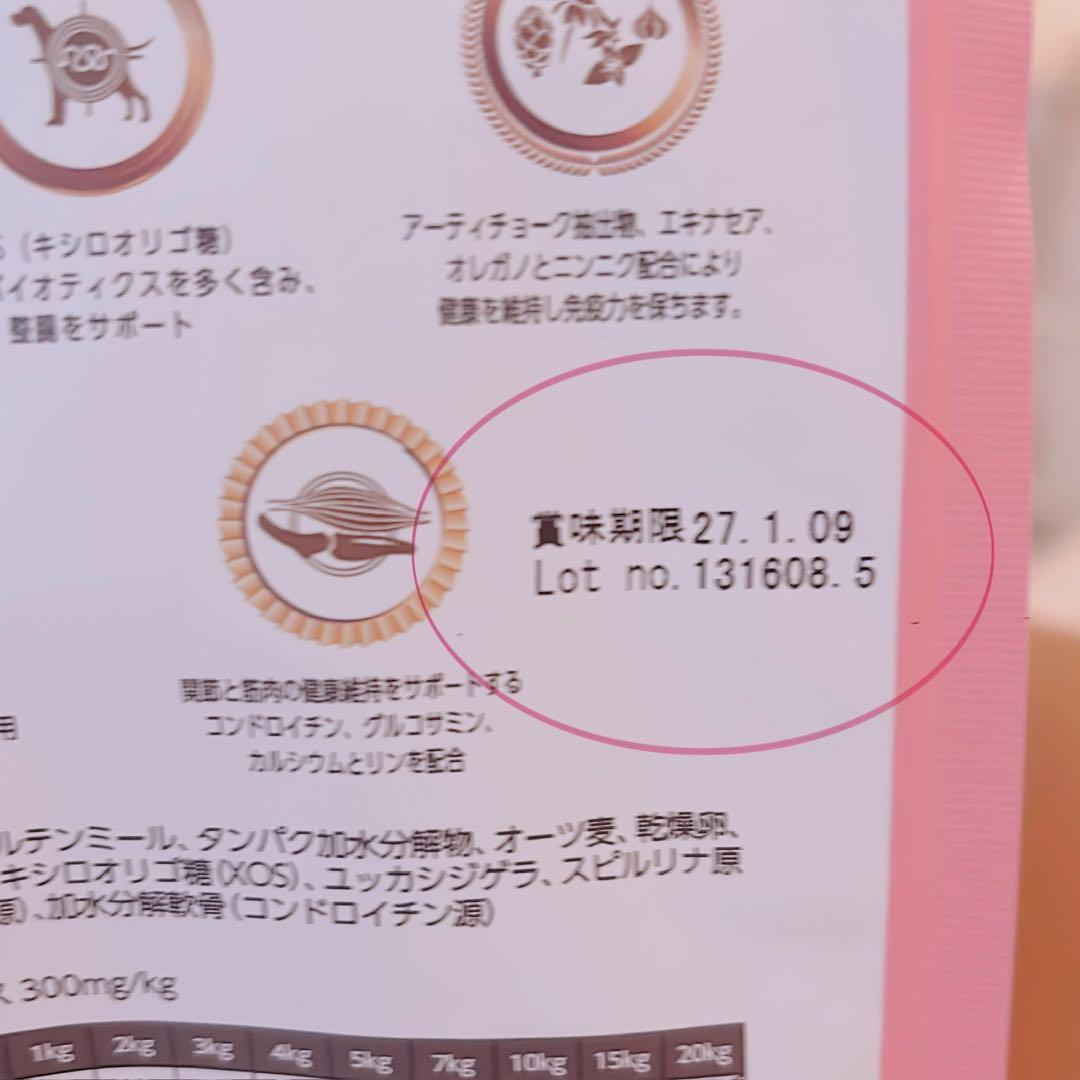 (キシロオリゴ糖)
バイオティクスを多く含み、
整腸をサポート
アーティチョーク抽出物、エキナセア、
オレガノとニンニク配合により
健康を維持し免疫力を保ちます。
賞味期限27.1.09
Lot no.131608.5
関節と筋肉の健康維持をサポートする
コンドロイチン、グルコサミン、
カルシウムとリンを配合
用
ルテンミール、タンパク加水分解物、オーツ麦、乾燥卵、
キシロオリゴ糖(XOS)、ユッカシジゲラ、スピルリナ原
源)、加水分解軟骨(コンドロイチン源)
300mg/kg
1kg 2kg 3kg 4kg 5kg 7kg 10kg 15kg 20kg